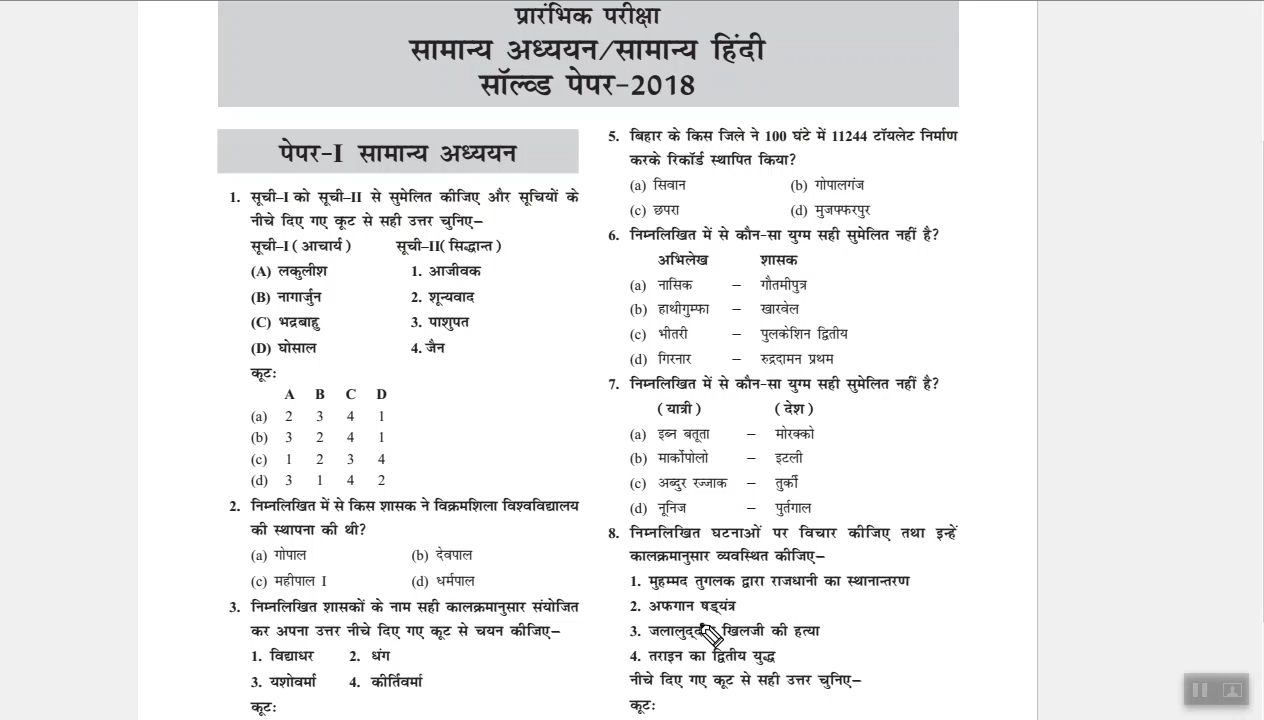 प्रारंभिक परीक्षा
सामान्य अध्ययन/सामान्य हिंदी
सॉल्व्ड पेपर-2018
पेपर-I सामान्य अध्ययन
1. सूची-I को सूची-II से सुमेलित कीजिए और सूचियों के
नीचे दिए गए कूट से सही उत्तर चुनिए–
सूची-I ( आचार्य ) सूची-II( सिद्धान्त )
(A) लकुलीश 1. आजीवक
(B) नागार्जुन 2. शून्यवाद
(C) भद्रबाहु 3. पाशुपत
(D) घोसाल 4. जैन
कूटः
A B C D
(a) 2 3 4 1
(b) 3 2 4 1
(c) 1 2 3 4
(d) 3 1 4 2
2. निम्नलिखित में से किस शासक ने विक्रमशिला विश्वविद्यालय
की स्थापना की थी?
(a) गोपाल (b) देवपाल
(c) महीपाल I (d) धर्मपाल
3. निम्नलिखित शासकों के नाम सही कालक्रमानुसार संयोजित
कर अपना उत्तर नीचे दिए गए कूट से चयन कीजिए–
1. विद्याधर 2. धंग
3. यशोवर्मा 4. कीर्तिवर्मा
कूटः
5. बिहार के किस जिले ने 100 घंटे में 11244 टॉयलेट निर्माण
करके रिकॉर्ड स्थापित किया?
(a) सिवान (b) गोपालगंज
(c) छपरा (d) मुजफ्फरपुर
6. निम्नलिखित में से कौन-सा युग्म सही सुमेलित नहीं है?
अभिलेख शासक
(a) नासिक – गौतमीपुत्र
(b) हाथीगुम्फा – खारवेल
(c) भीतरी – पुलकेशिन द्वितीय
(d) गिरनार – रुद्रदामन प्रथम
7. निम्नलिखित में से कौन-सा युग्म सही सुमेलित नहीं है?
( यात्री ) ( देश )
(a) इब्न बतूता – मोरक्को
(b) मार्कोपोलो – इटली
(c) अब्दुर रज्जाक – तुर्की
(d) नूनिज – पुर्तगाल
8. निम्नलिखित घटनाओं पर विचार कीजिए तथा इन्हें
कालक्रमानुसार व्यवस्थित कीजिए–
1. मुहम्मद तुगलक द्वारा राजधानी का स्थानान्तरण
2. अफगान षड्यंत्र
3. खिलजी की हत्या
4. तराइन का द्वितीय युद्ध
नीचे दिए गए कूट से सही उत्तर चुनिए–
कूटः